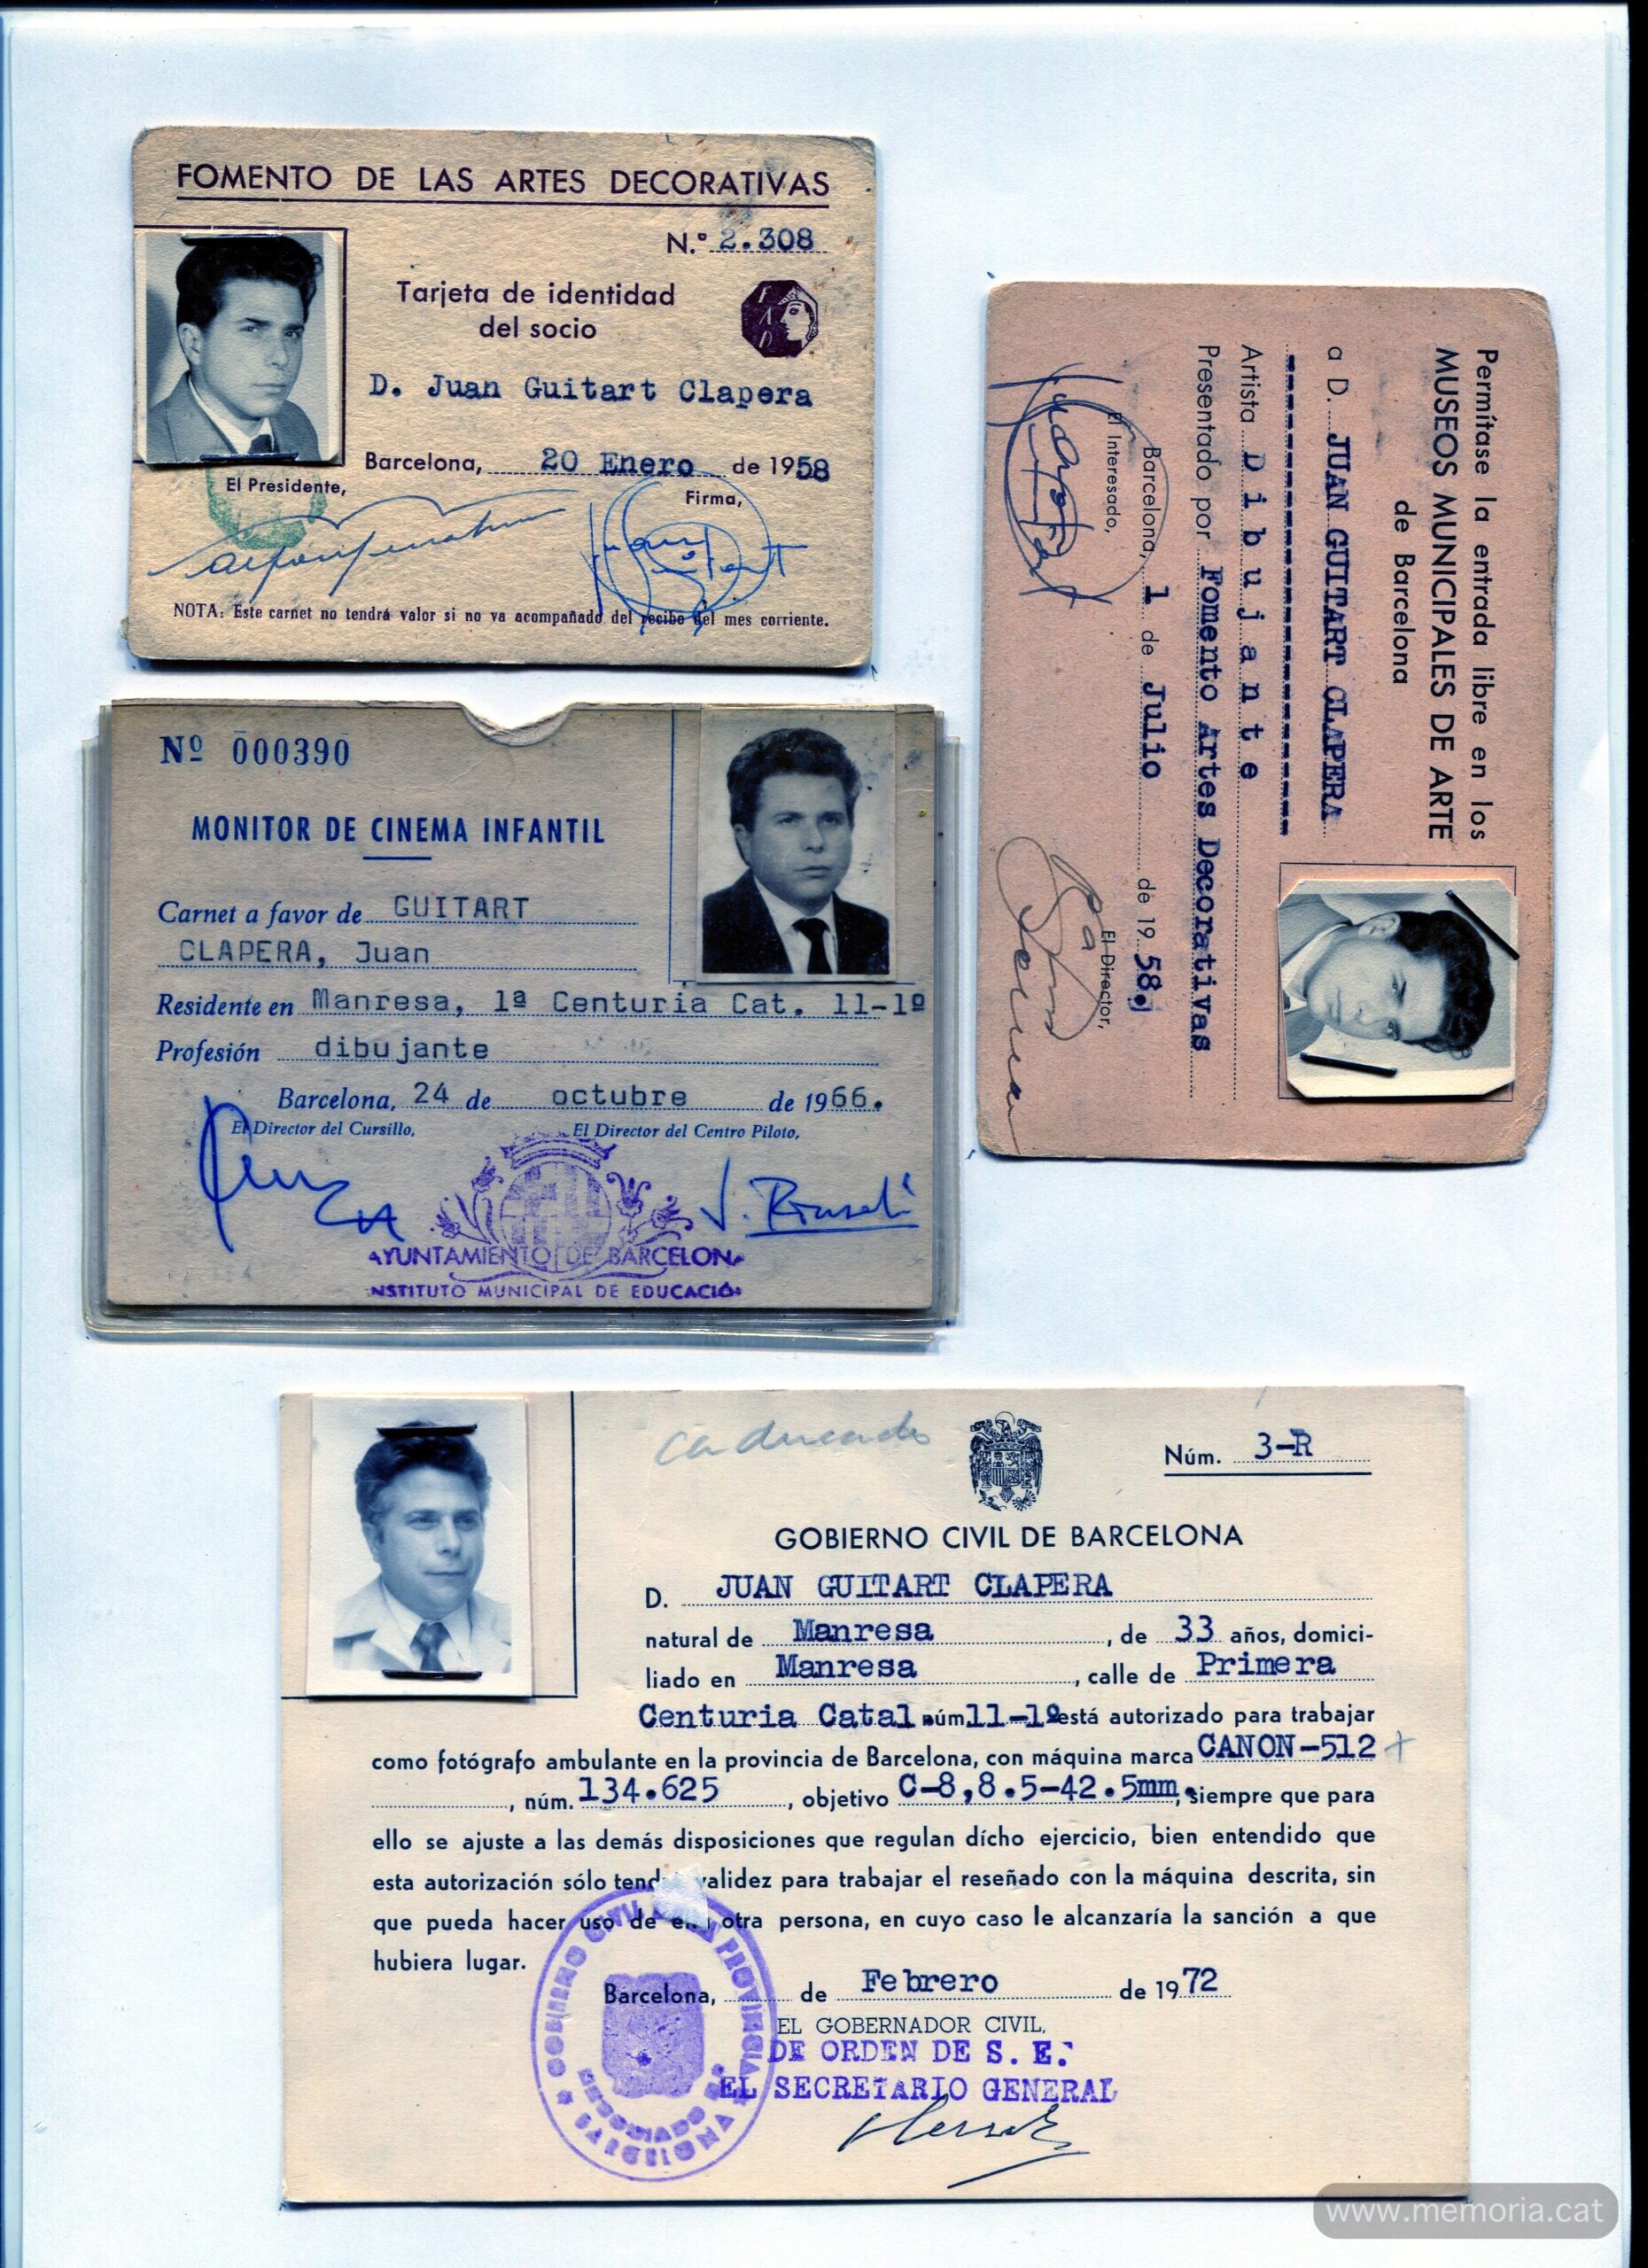 FOMENTO DE LAS ARTES DECORATIVAS
N.º 2.308
Tarjeta de identidad
del socio
FAD
D. Juan Guitart Clapera
Barcelona, 20 Enero de 1958
El Presidente,
Firma,
NOTA: Este carnet no tendrá valor si no va acompañado del recibo del mes corriente.
Permítase la entrada libre en los
MUSEOS MUNICIPALES DE ARTE
de Barcelona
a D. JUAN GUITART CLAPERA
Artista Dibujante
Presentado por Fomento Artes Decorativas
Barcelona, 1 de Julio de 1958.
El Interesado,
El Director,
Nº 000390
MONITOR DE CINEMA INFANTIL
Carnet a favor de GUITART
CLAPERA, Juan
Residente en Manresa, 1ª Centuria Cat. 11-1º
Profesión dibujante
Barcelona, 24 de octubre de 1966.
El Director del Cursillo,
El Director del Centro Piloto,
AYUNTAMIENTO DE BARCELONA
INSTITUTO MUNICIPAL DE EDUCACIÓN
caducado
Núm. 3-R
GOBIERNO CIVIL DE BARCELONA
D. JUAN GUITART CLAPERA
natural de Manresa, de 33 años, domici-
liado en Manresa, calle de Primera
Centuria Catal núm 11-1º está autorizado para trabajar
como fotógrafo ambulante en la provincia de Barcelona, con máquina marca CANON-512
, núm. 134.625, objetivo C-8,8.5-42.5mm, siempre que para
ello se ajuste a las demás disposiciones que regulan dícho ejercicio, bien entendido que
esta autorización sólo tendrá validez para trabajar el reseñado con la máquina descrita, sin
que pueda hacer uso de otra persona, en cuyo caso le alcanzaría la sanción a que
hubiera lugar.
Barcelona, de Febrero de 1972
EL GOBERNADOR CIVIL,
DE ORDEN DE S. E.
EL SECRETARIO GENERAL
GOBIERNO CIVIL PROVINCIA
BARCELONA
www.memoria.cat